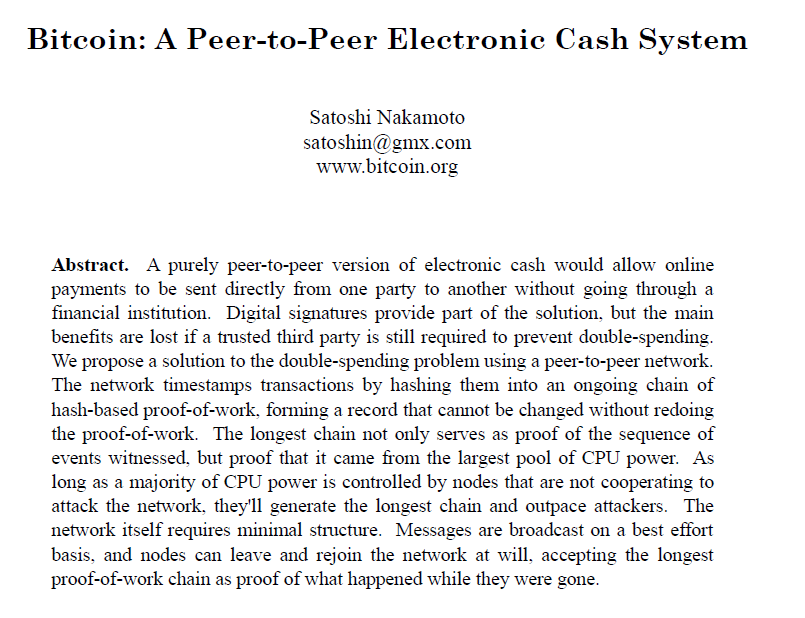 Bitcoin: A Peer-to-Peer Electronic Cash System
Satoshi Nakamoto
satoshin@gmx.com
www.bitcoin.org
Abstract. A purely peer-to-peer version of electronic cash would allow online
payments to be sent directly from one party to another without going through a
financial institution. Digital signatures provide part of the solution, but the main
benefits are lost if a trusted third party is still required to prevent double-spending.
We propose a solution to the double-spending problem using a peer-to-peer network.
The network timestamps transactions by hashing them into an ongoing chain of
hash-based proof-of-work, forming a record that cannot be changed without redoing
the proof-of-work. The longest chain not only serves as proof of the sequence of
events witnessed, but proof that it came from the largest pool of CPU power. As
long as a majority of CPU power is controlled by nodes that are not cooperating to
attack the network, they'll generate the longest chain and outpace attackers. The
network itself requires minimal structure. Messages are broadcast on a best effort
basis, and nodes can leave and rejoin the network at will, accepting the longest
proof-of-work chain as proof of what happened while they were gone.